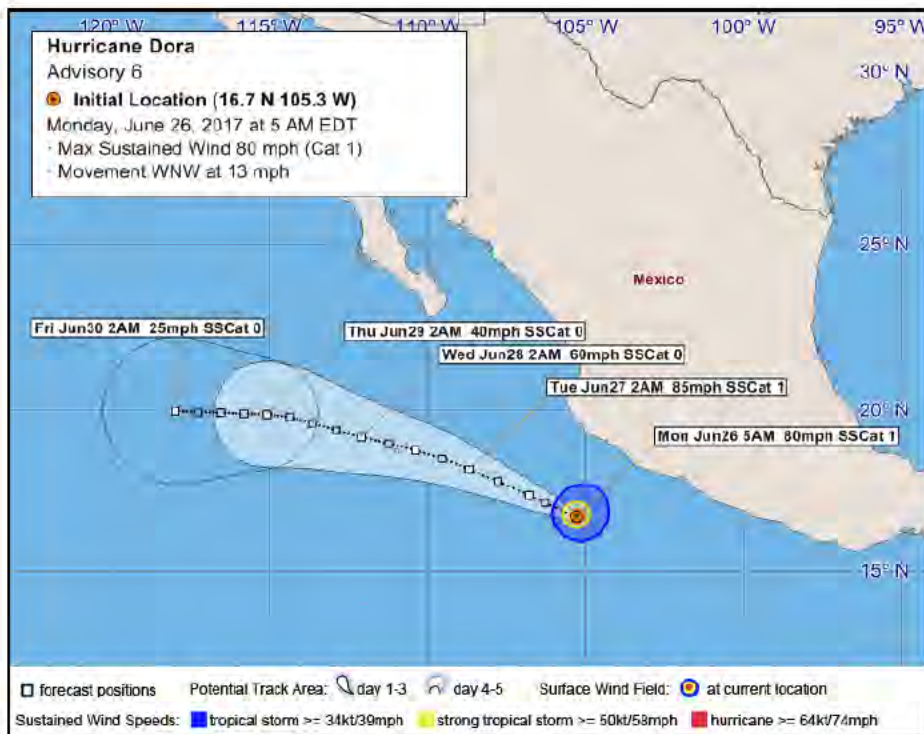 120° W 115° W 110° W 105° W 100° W 95° W
Hurricane Dora
Advisory 6
Initial Location (16.7 N 105.3 W)
Monday, June 26, 2017 at 5 AM EDT
· Max Sustained Wind 80 mph (Cat 1)
· Movement WNW at 13 mph
30° N
25° N
México
Fri Jun30 2AM 25mph SSCat 0
Thu Jun29 2AM 40mph SSCat 0
Wed Jun28 2AM 60mph SSCat 0
Tue Jun27 2AM 85mph SSCat 1
20° N
Mon Jun26 5AM 80mph SSCat 1
15° N
forecast positions Potential Track Area: day 1-3 day 4-5 Surface Wind Field: at current location
Sustained Wind Speeds: tropical storm >= 34kt/39mph strong tropical storm >= 50kt/58mph hurricane >= 64kt/74mph